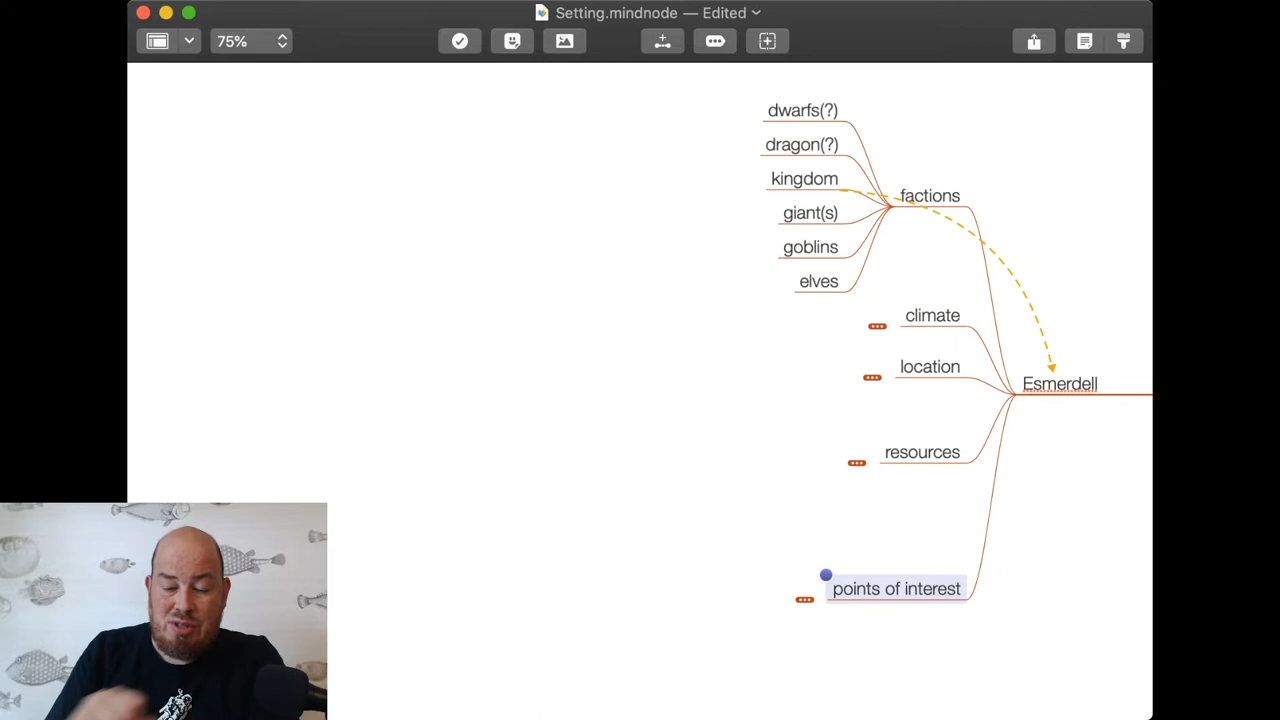 Setting.mindnode — Edited
75%
dwarfs(?)
dragon(?)
kingdom
factions
giant(s)
goblins
elves
climate
location
Esmerdell
resources
points of interest